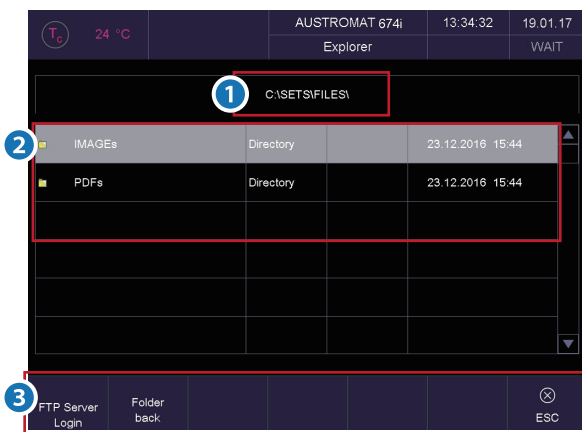 Tc 24 °C AUSTROMAT 674i 13:34:32 19.01.17
Explorer WAIT
1 C:\SETS\FILES\
2 IMAGEs Directory 23.12.2016 15:44
PDFs Directory 23.12.2016 15:44
3
FTP Server Login
Folder back
ESC